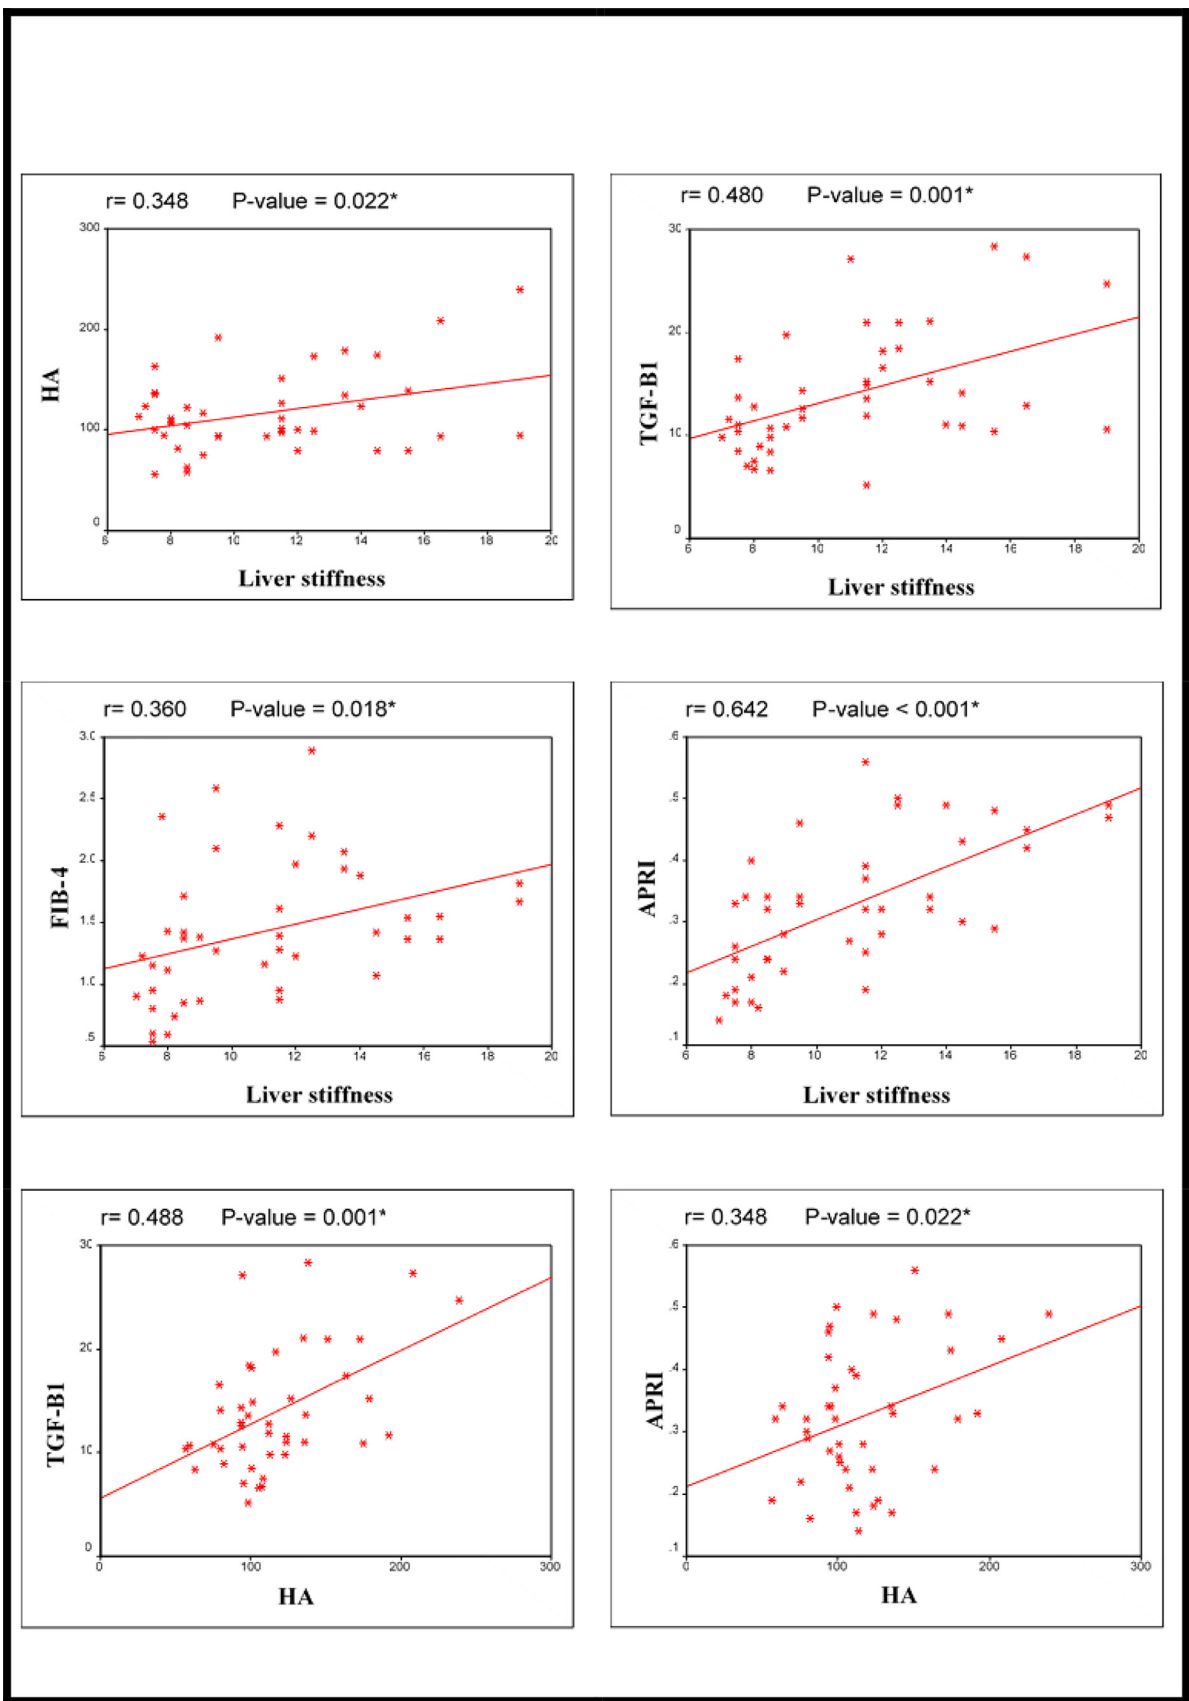 r= 0.348 P-value = 0.022*
300
200
100
0
HA
6 8 10 12 14 16 18 20
Liver stiffness
r= 0.480 P-value = 0.001*
30
20
10
0
TGF-B1
6 8 10 12 14 16 18 20
Liver stiffness
r= 0.360 P-value = 0.018*
3.0
2.5
2.0
1.5
1.0
.5
FIB-4
6 8 10 12 14 16 18 20
Liver stiffness
r= 0.642 P-value < 0.001*
.6
.5
.4
.3
.2
.1
APRI
6 8 10 12 14 16 18 20
Liver stiffness
r= 0.488 P-value = 0.001*
30
20
10
0
TGF-B1
0 100 200 300
HA
r= 0.348 P-value = 0.022*
.6
.5
.4
.3
.2
.1
APRI
0 100 200 300
HA